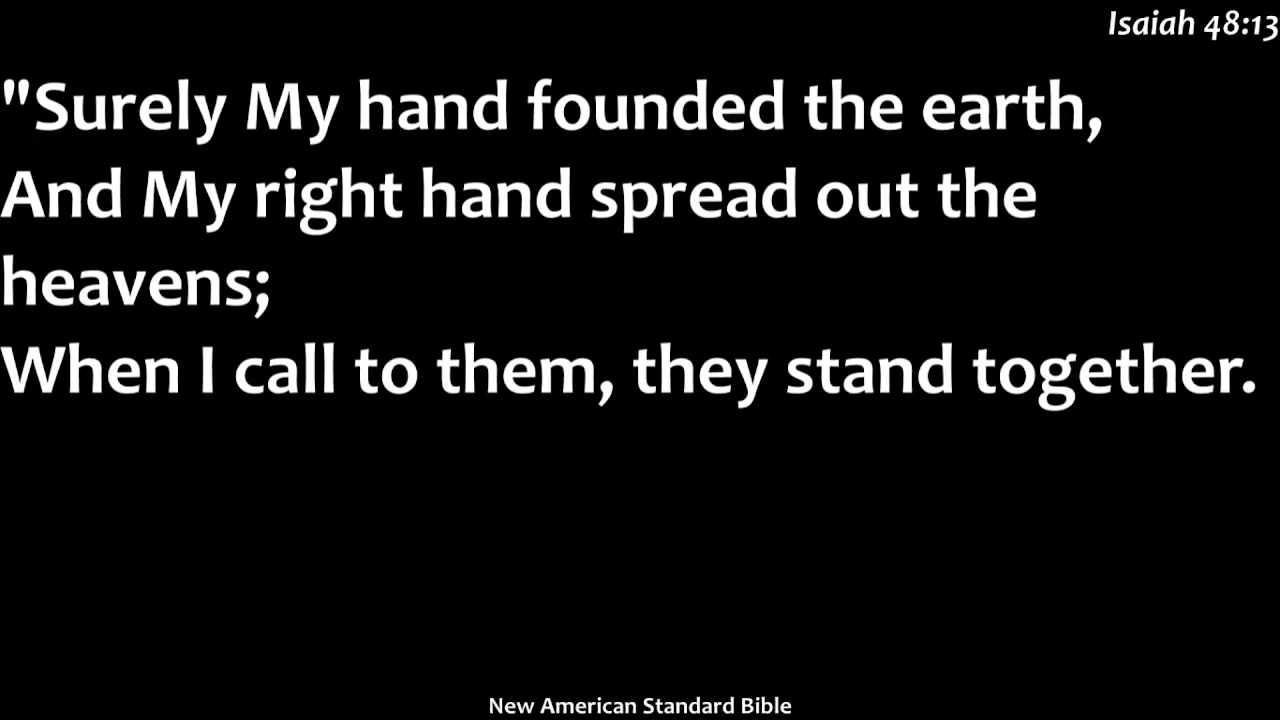 Isaiah 48:13
"Surely My hand founded the earth,
And My right hand spread out the
heavens;
When I call to them, they stand together.
New American Standard Bible